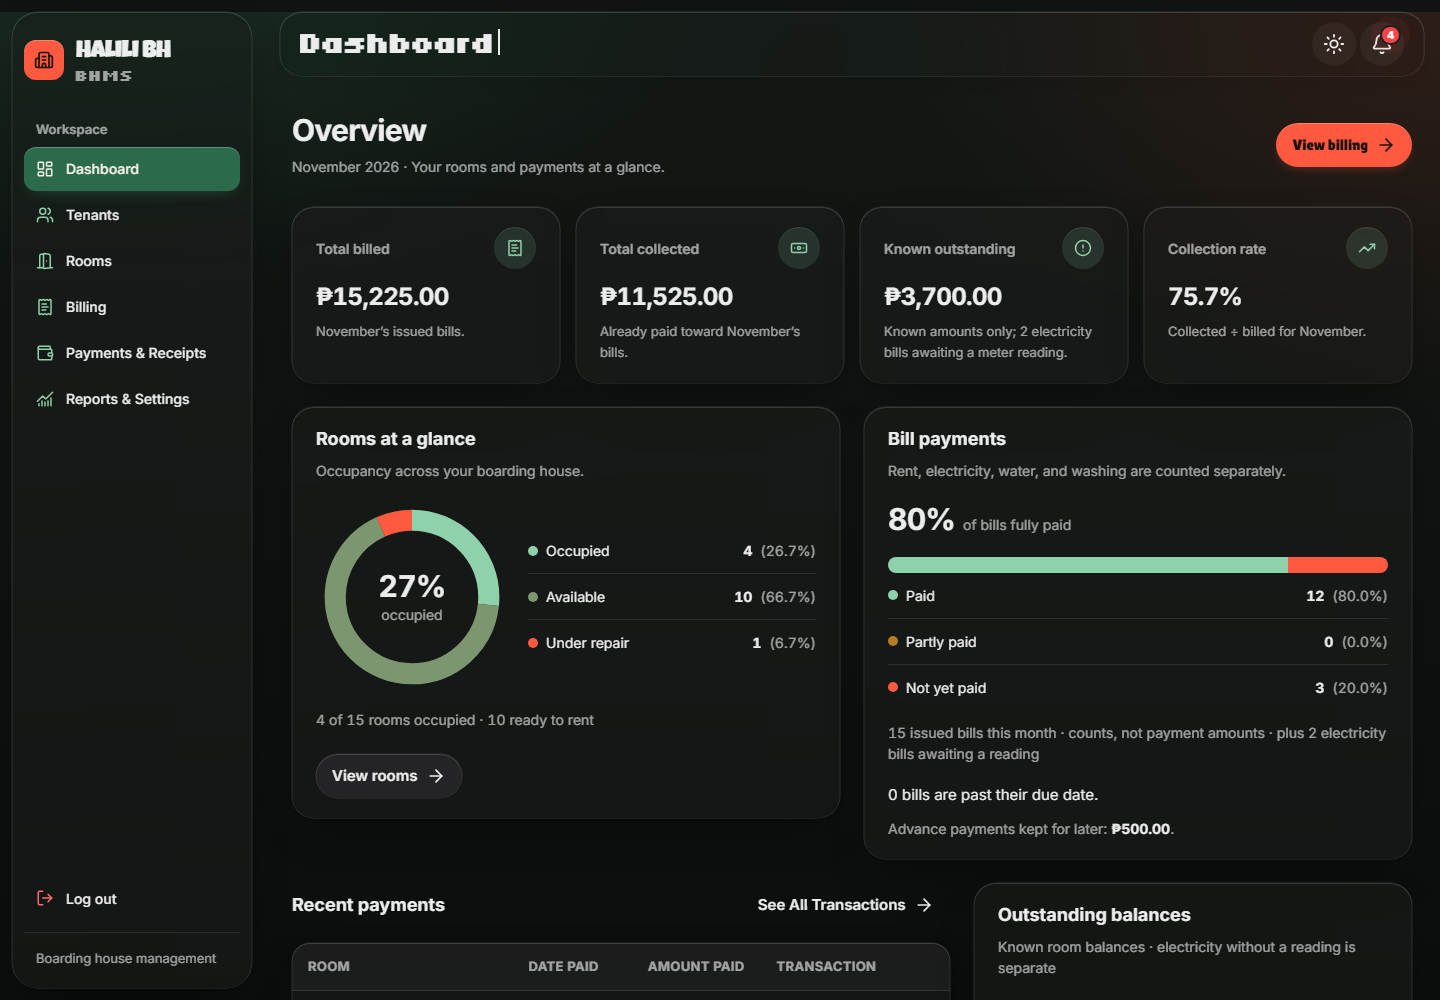 HALILI BH
BHMS
Workspace
Dashboard
Tenants
Rooms
Billing
Payments & Receipts
Reports & Settings
Log out
Boarding house management
Dashboard
4
Overview
November 2026 · Your rooms and payments at a glance.
View billing
Total billed
₱15,225.00
November's issued bills.
Total collected
₱11,525.00
Already paid toward November's
bills.
Known outstanding
₱3,700.00
Known amounts only; 2 electricity
bills awaiting a meter reading.
Collection rate
75.7%
Collected ÷ billed for November.
Rooms at a glance
Occupancy across your boarding house.
27%
occupied
Occupied 4 (26.7%)
Available 10 (66.7%)
Under repair 1 (6.7%)
4 of 15 rooms occupied · 10 ready to rent
View rooms
Bill payments
Rent, electricity, water, and washing are counted separately.
80% of bills fully paid
Paid 12 (80.0%)
Partly paid 0 (0.0%)
Not yet paid 3 (20.0%)
15 issued bills this month · counts, not payment amounts · plus 2 electricity
bills awaiting a reading
0 bills are past their due date.
Advance payments kept for later: ₱500.00.
Recent payments
See All Transactions
ROOM DATE PAID AMOUNT PAID TRANSACTION
Outstanding balances
Known room balances · electricity without a reading is
separate